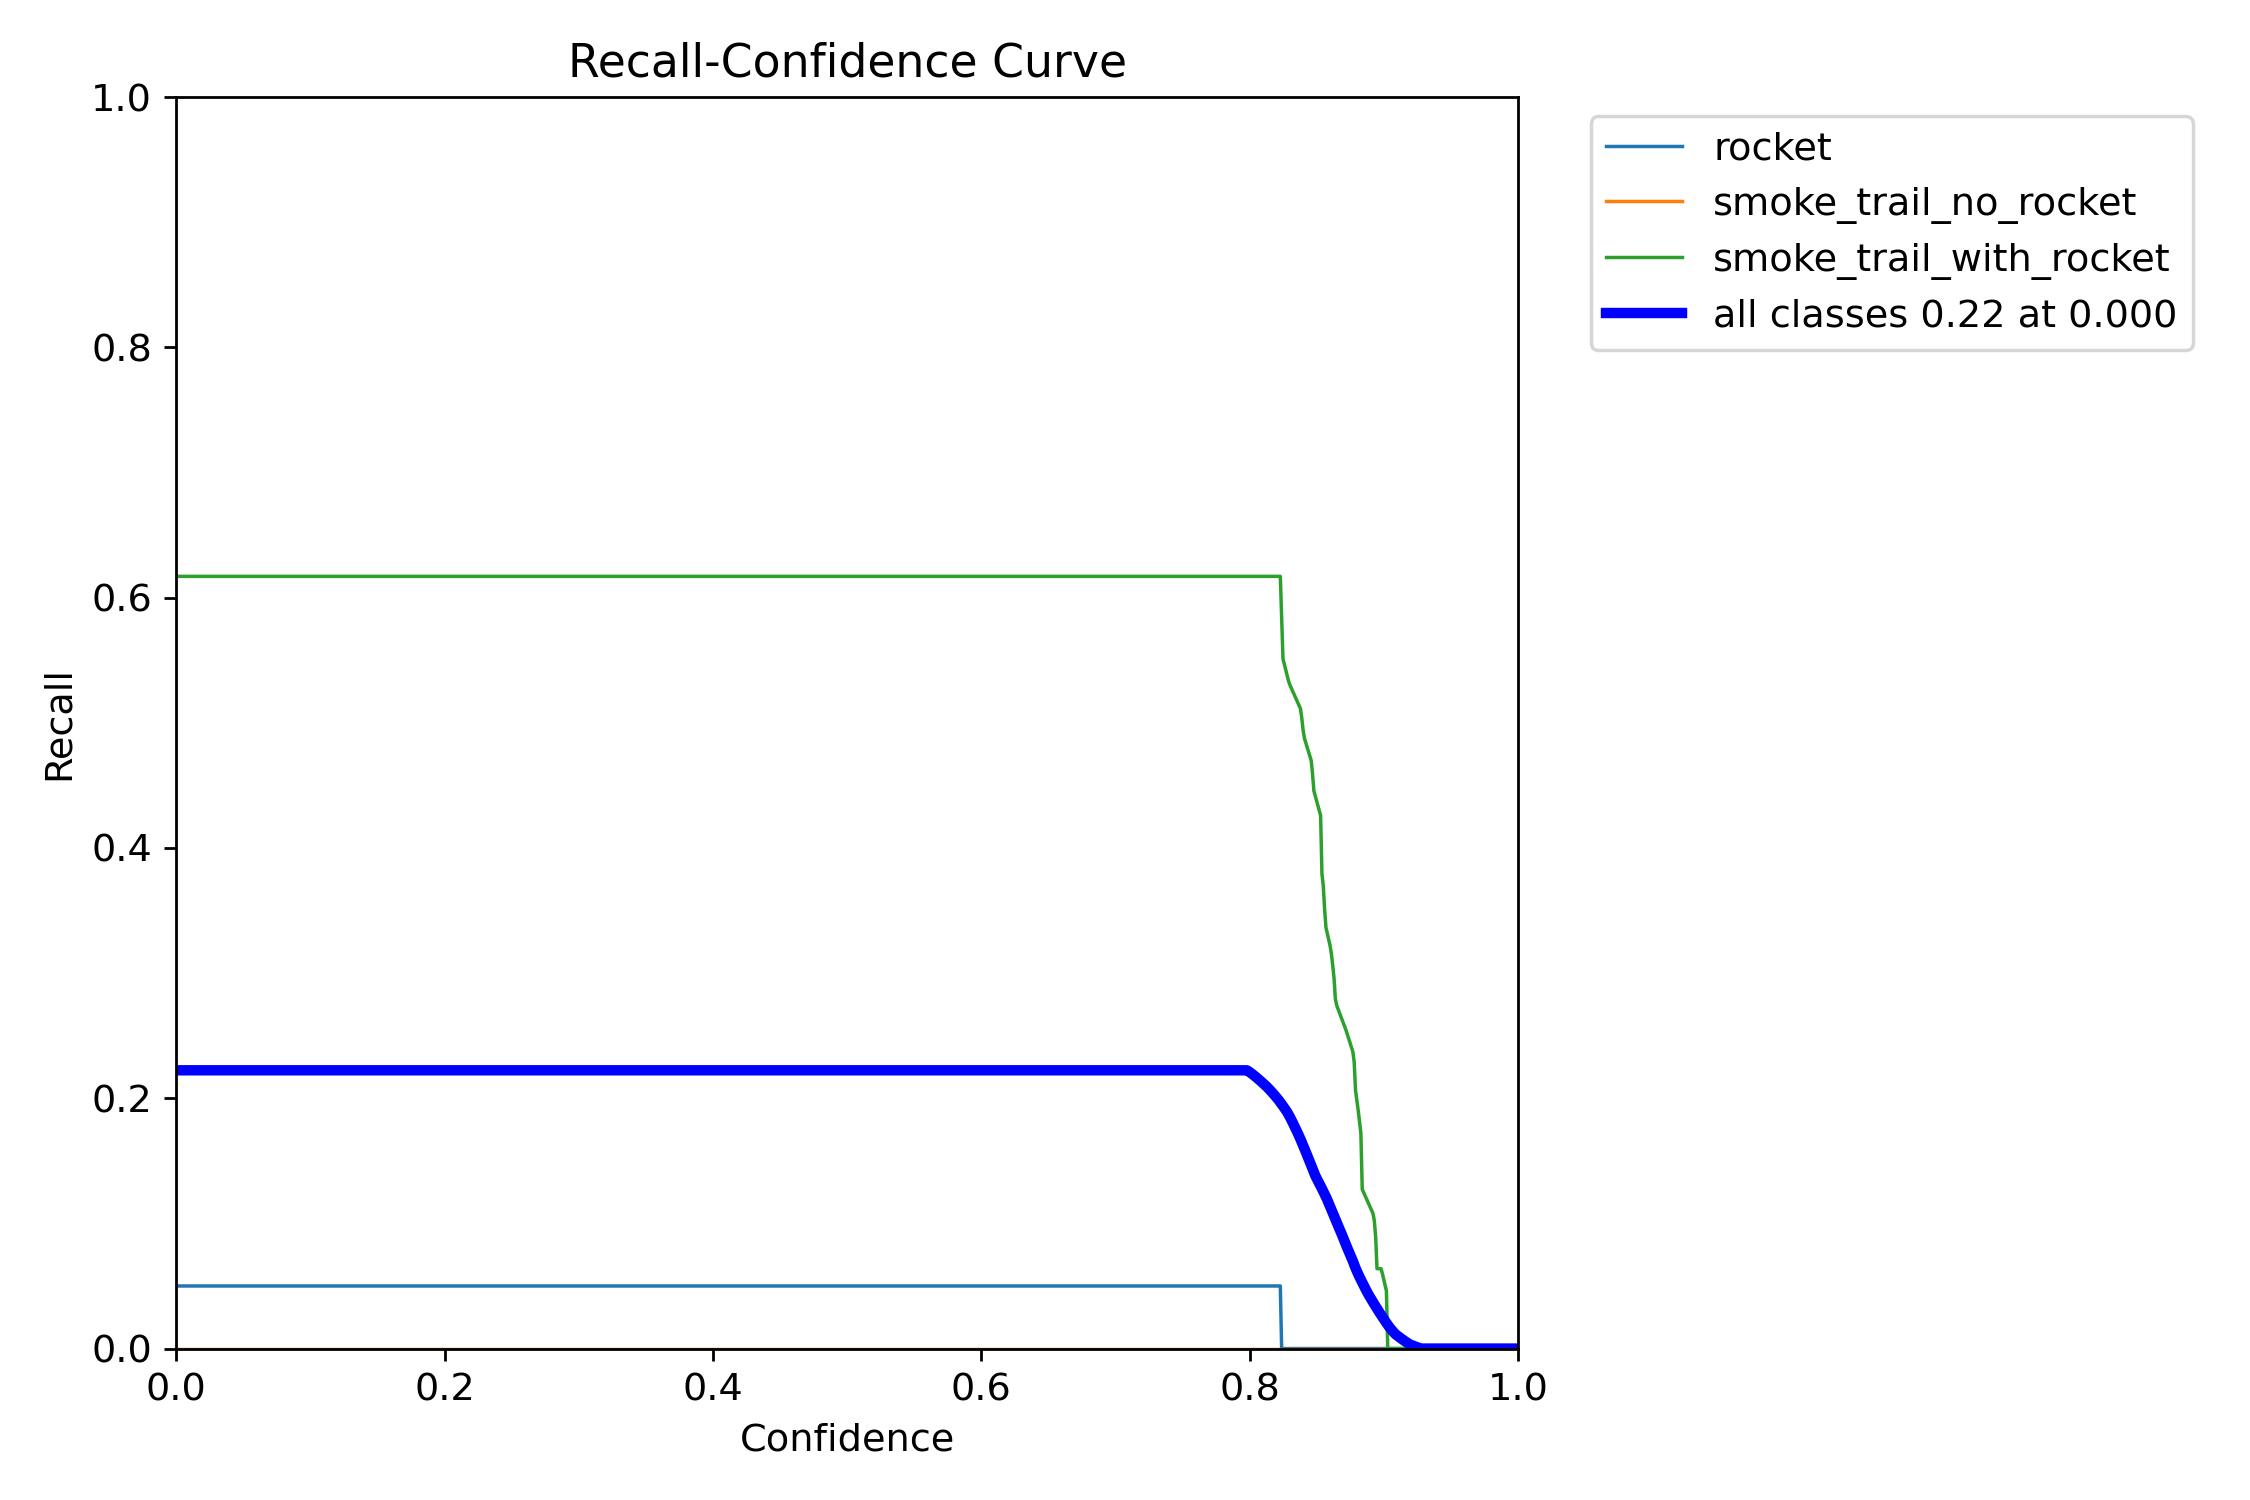 Recall-Confidence Curve
1.0
0.8
0.6
0.4
0.2
0.0
Recall
0.0 0.2 0.4 0.6 0.8 1.0
Confidence
rocket
smoke_trail_no_rocket
smoke_trail_with_rocket
all classes 0.22 at 0.000